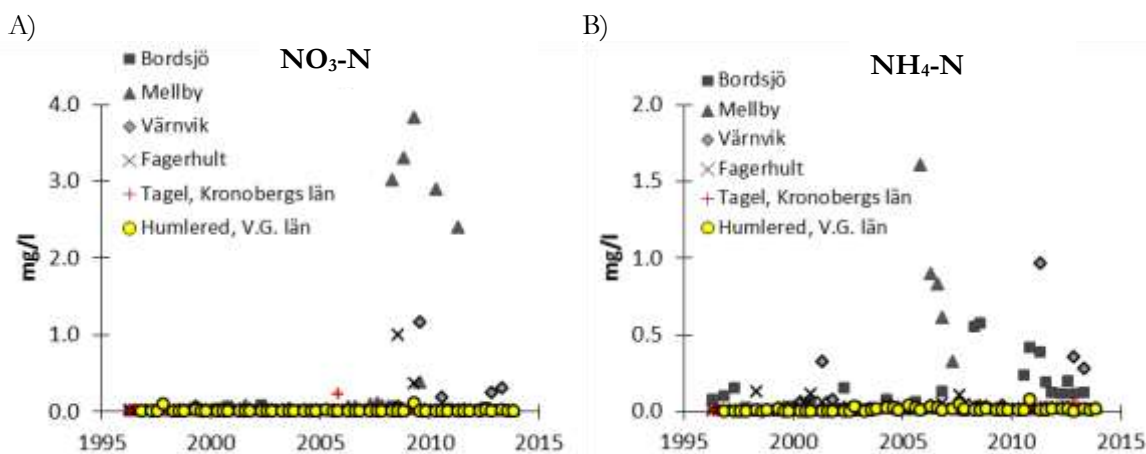 A)
NO₃-N
Bordsjö
Mellby
Värnvik
Fagerhult
Tagel, Kronobergs län
Humlered, V.G. län
mg/l
4.0
3.0
2.0
1.0
0.0
1995 2000 2005 2010 2015
B)
NH₄-N
Bordsjö
Mellby
Värnvik
Fagerhult
Tagel, Kronobergs län
Humlered, V.G. län
mg/l
2.0
1.5
1.0
0.5
0.0
1995 2000 2005 2010 2015